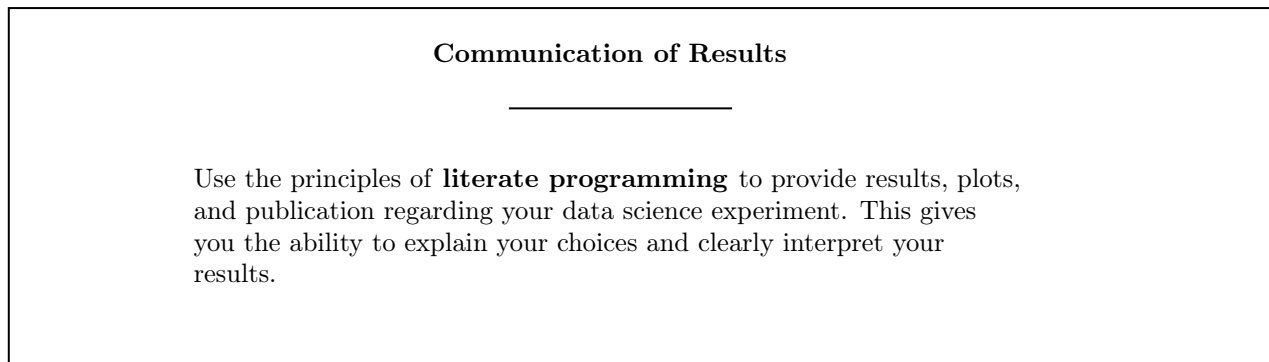 Communication of Results
Use the principles of literate programming to provide results, plots,
and publication regarding your data science experiment. This gives
you the ability to explain your choices and clearly interpret your
results.